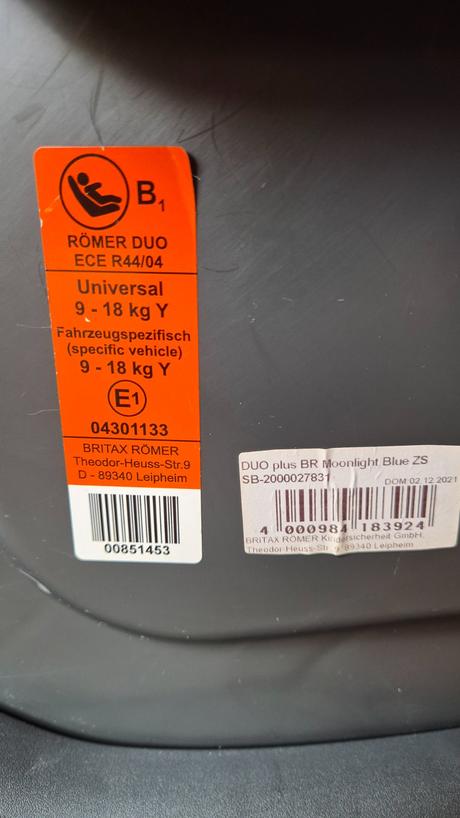 B1
RÖMER DUO
ECE R44/04
Universal
9 - 18 kg Y
Fahrzeugspezifisch
(specific vehicle)
9 - 18 kg Y
E1
04301133
BRITAX RÖMER
Theodor-Heuss-Str.9
D - 89340 Leipheim
00851453
DUO plus BR Moonlight Blue ZS
SB-2000027831
DOM:02.12.2021
4 000984 183924
BRITAX RÖMER Kindersicherheit GmbH,
Theodor-Heuss-Str. 9, 89340 Leipheim